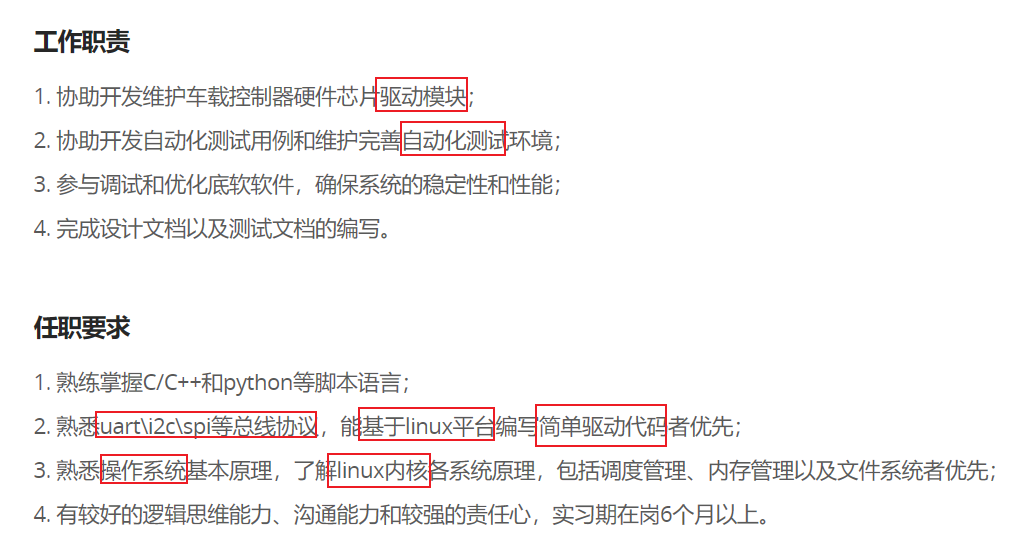 工作职责
1. 协助开发维护车载控制器硬件芯片驱动模块；
2. 协助开发自动化测试用例和维护完善自动化测试环境；
3. 参与调试和优化底软软件，确保系统的稳定性和性能；
4. 完成设计文档以及测试文档的编写。
任职要求
1. 熟练掌握C/C++和python等脚本语言；
2. 熟悉uart\i2c\spi等总线协议，能基于linux平台编写简单驱动代码者优先；
3. 熟悉操作系统基本原理，了解linux内核各系统原理，包括调度管理、内存管理以及文件系统者优先；
4. 有较好的逻辑思维能力、沟通能力和较强的责任心，实习期在岗6个月以上。